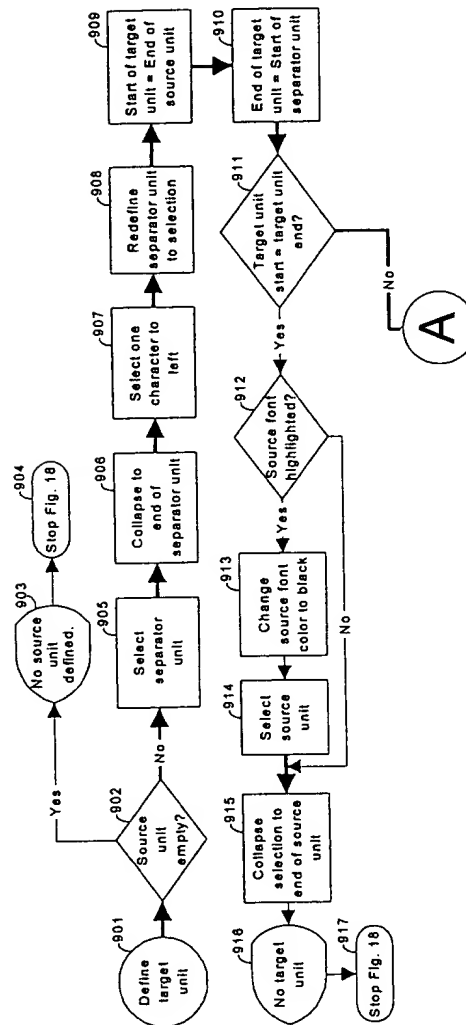 901
Define
target
unit
902
Source
unit
empty?
Yes
No
903
No source
unit
defined.
904
Stop Fig. 18
905
Select
separator
unit
906
Collapse to
end of
separator unit
907
Select one
character to
left
908
Redefine
separator unit
to selection
909
Start of target
unit = End of
source unit
910
End of target
unit = Start of
separator unit
911
Target unit
start = target unit
end?
Yes
No
A
912
Source font
highlighted?
Yes
No
913
Change
source font
color to black
914
Select
source unit
915
Collapse
selection to
end of source
unit
916
No target
unit
917
Stop Fig. 18